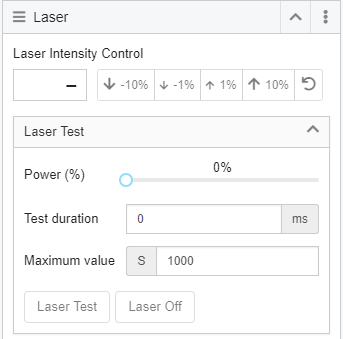 Laser
Laser Intensity Control
– -10% -1% 1% 10%
Laser Test
Power (%) 0%
Test duration 0 ms
Maximum value S 1000
Laser Test Laser Off